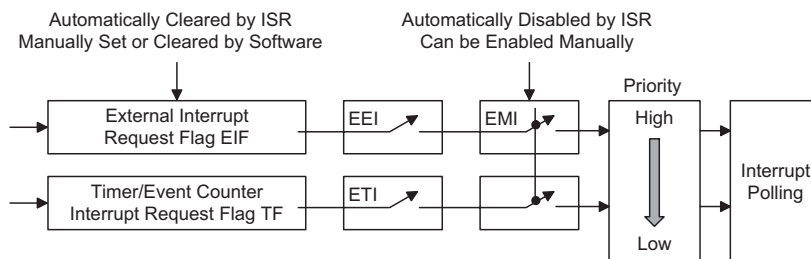 Automatically Cleared by ISR
Manually Set or Cleared by Software
Automatically Disabled by ISR
Can be Enabled Manually
Priority
External Interrupt
Request Flag EIF
EEI
EMI
High
Timer/Event Counter
Interrupt Request Flag TF
ETI
Low
Interrupt
Polling